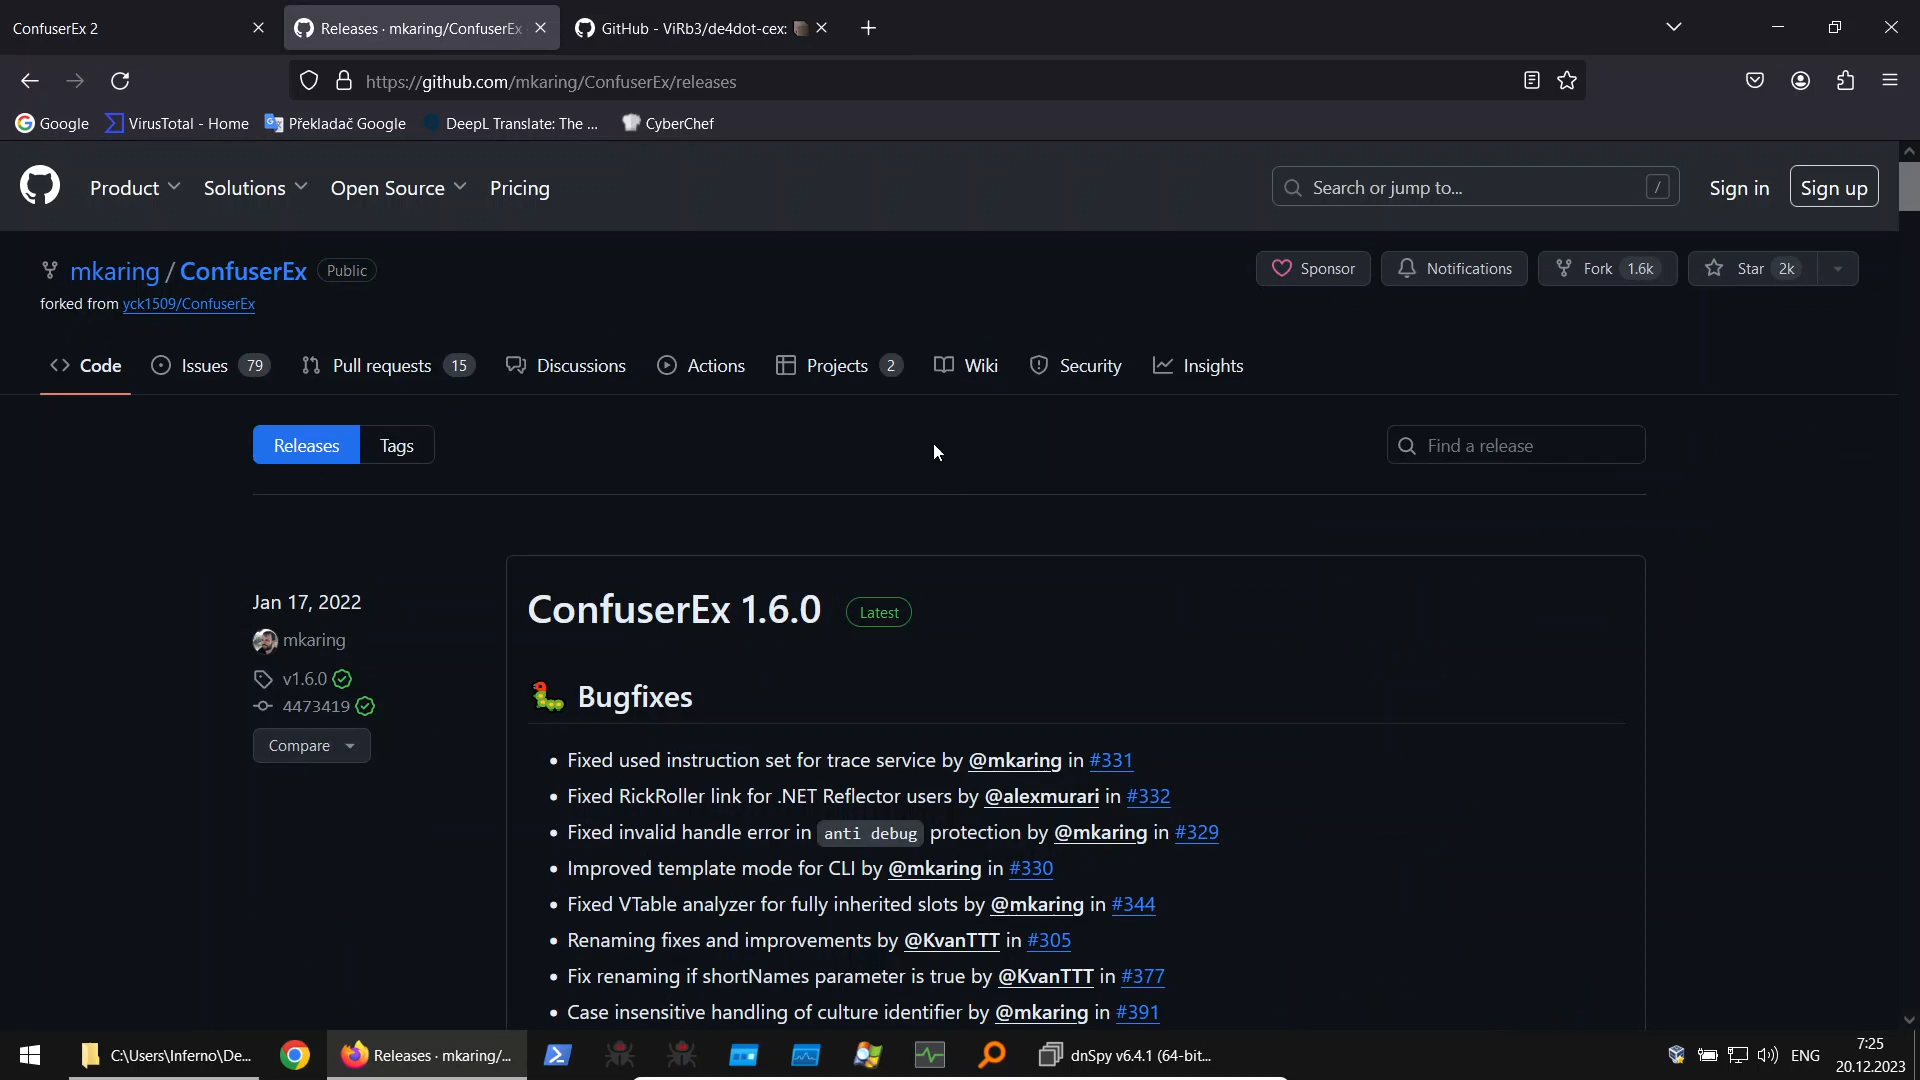 ConfuserEx 2
Releases · mkaring/ConfuserEx
GitHub - ViRb3/de4dot-cex:
https://github.com/mkaring/ConfuserEx/releases
Google
VirusTotal - Home
Překladač Google
DeepL Translate: The ...
CyberChef
Product
Solutions
Open Source
Pricing
Search or jump to...
/
Sign in
Sign up
mkaring / ConfuserEx
Public
Sponsor
Notifications
Fork 1.6k
Star 2k
forked from yck1509/ConfuserEx
<> Code
Issues 79
Pull requests 15
Discussions
Actions
Projects 2
Wiki
Security
Insights
Releases
Tags
Find a release
Jan 17, 2022
mkaring
v1.6.0
4473419
Compare
ConfuserEx 1.6.0
Latest
Bugfixes
• Fixed used instruction set for trace service by @mkaring in #331
• Fixed RickRoller link for .NET Reflector users by @alexmurari in #332
• Fixed invalid handle error in anti debug protection by @mkaring in #329
• Improved template mode for CLI by @mkaring in #330
• Fixed VTable analyzer for fully inherited slots by @mkaring in #344
• Renaming fixes and improvements by @KvanTTT in #305
• Fix renaming if shortNames parameter is true by @KvanTTT in #377
• Case insensitive handling of culture identifier by @mkaring in #391
C:\Users\Inferno\De...
Releases · mkaring/...
dnSpy v6.4.1 (64-bit...
ENG
7:25
20.12.2023